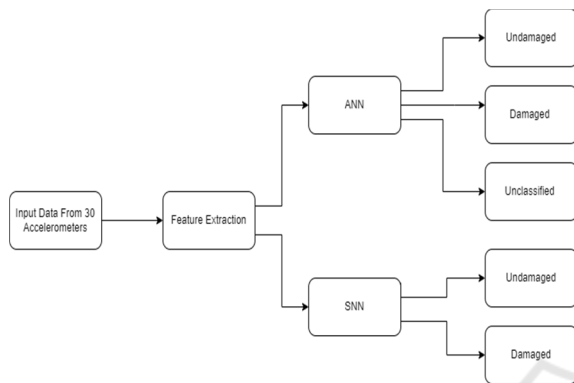 Undamaged
ANN
Damaged
Unclassified
Input Data From 30
Accelerometers
Feature Extraction
Undamaged
SNN
Damaged